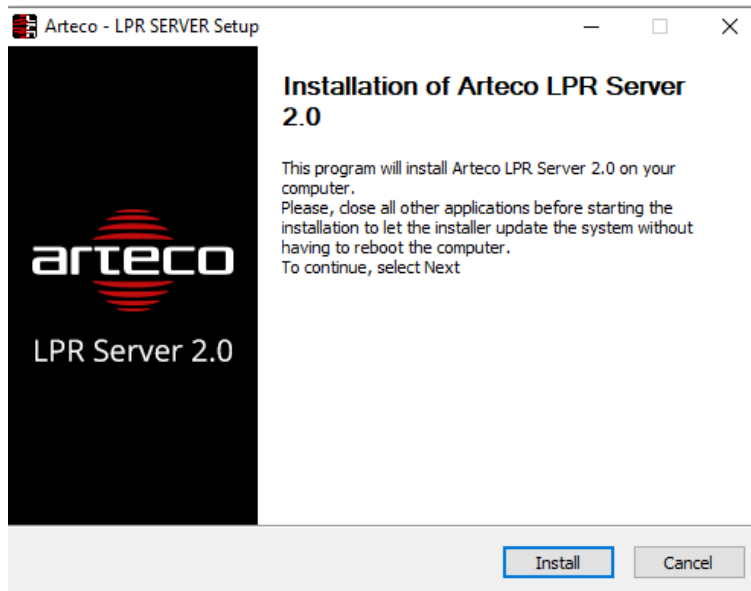 Arteco - LPR SERVER Setup
Installation of Arteco LPR Server
2.0
This program will install Arteco LPR Server 2.0 on your
computer.
Please, close all other applications before starting the
installation to let the installer update the system without
having to reboot the computer.
To continue, select Next
arteco
LPR Server 2.0
Install
Cancel